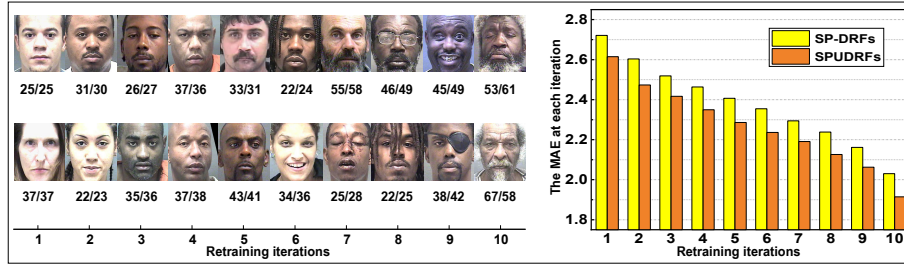 25/25 31/30 26/27 37/36 33/31 22/24 55/58 46/49 45/49 53/61
37/37 22/23 35/36 37/38 43/41 34/36 25/28 22/25 38/42 67/58
1 2 3 4 5 6 7 8 9 10
Retraining iterations
The MAE at each iteration
2.8
2.6
2.4
2.2
2.0
1.8
SP-DRFs
SPUDRFs
1 2 3 4 5 6 7 8 9 10
Retraining iterations